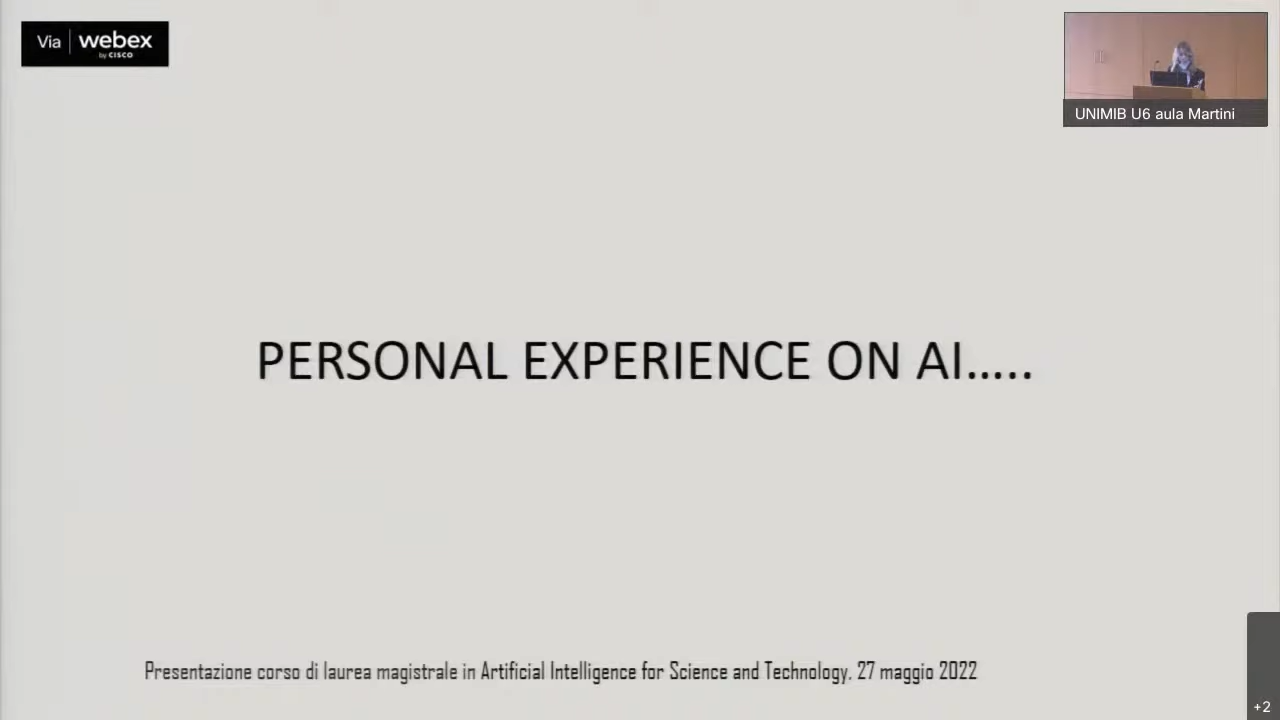 Via webex
by CISCO
UNIMIB U6 aula Martini
PERSONAL EXPERIENCE ON AI.....
Presentazione corso di laurea magistrale in Artificial Intelligence for Science and Technology. 27 maggio 2022
+2